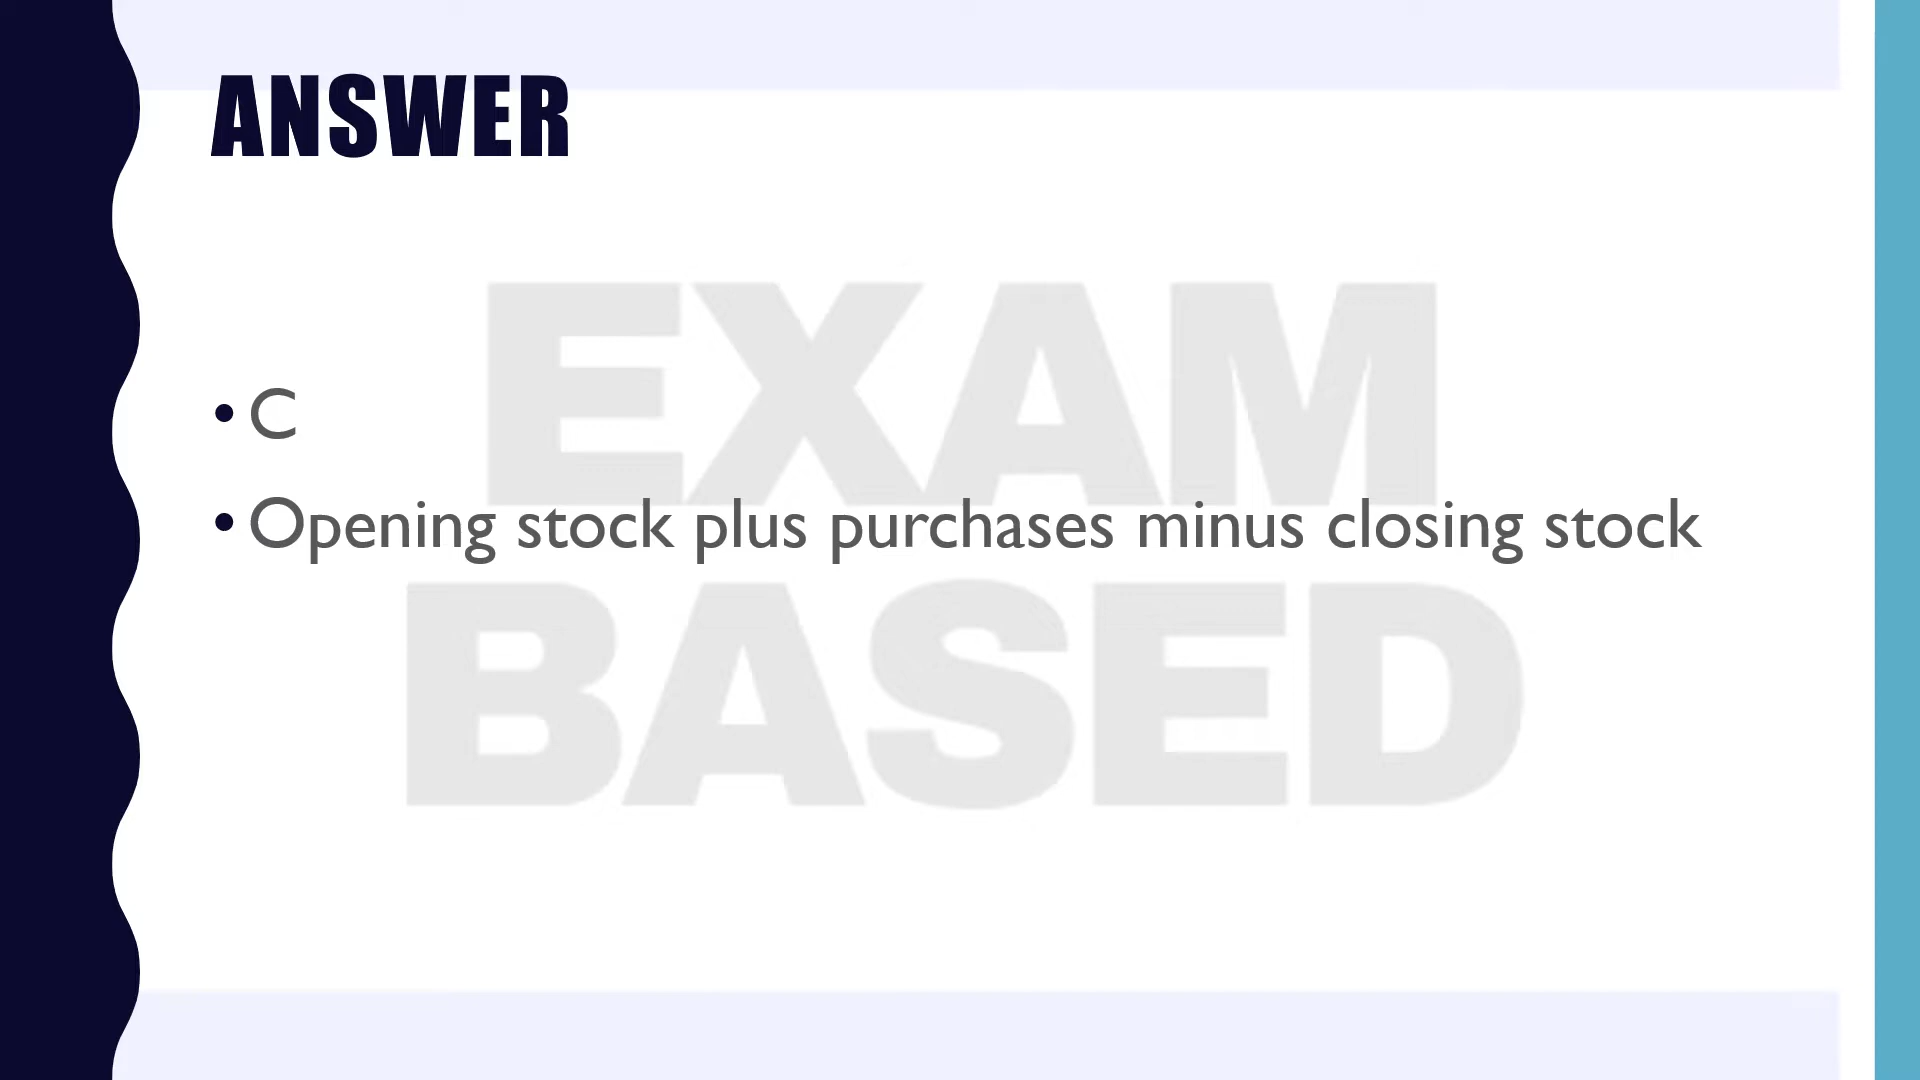 ANSWER
EXAM
• C
• Opening stock plus purchases minus closing stock
BASED